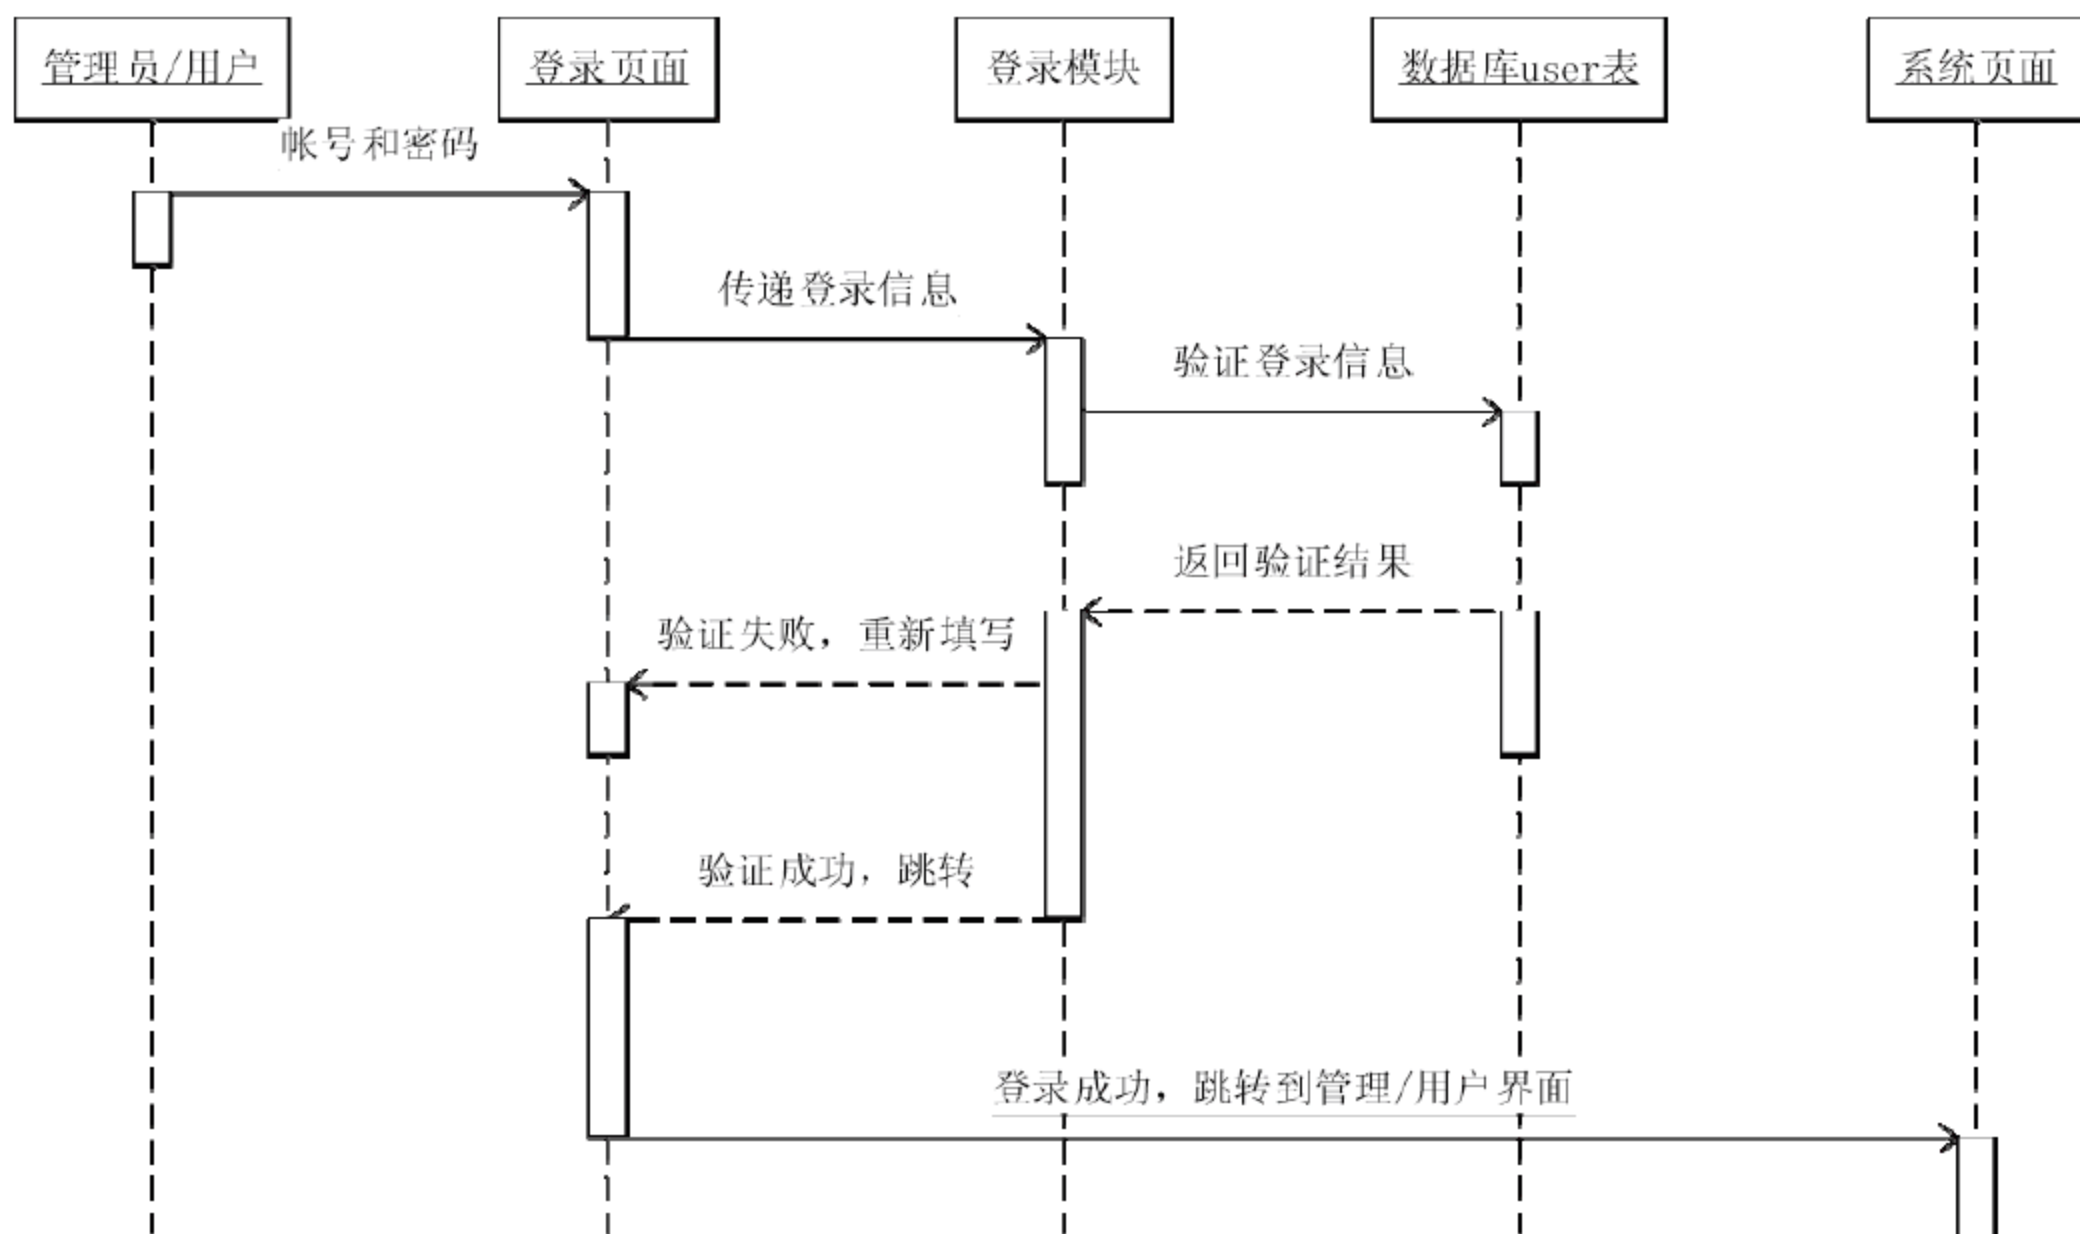 管理员/用户
登录页面
登录模块
数据库user表
系统页面
帐号和密码
传递登录信息
验证登录信息
返回验证结果
验证失败，重新填写
验证成功，跳转
登录成功，跳转到管理/用户界面